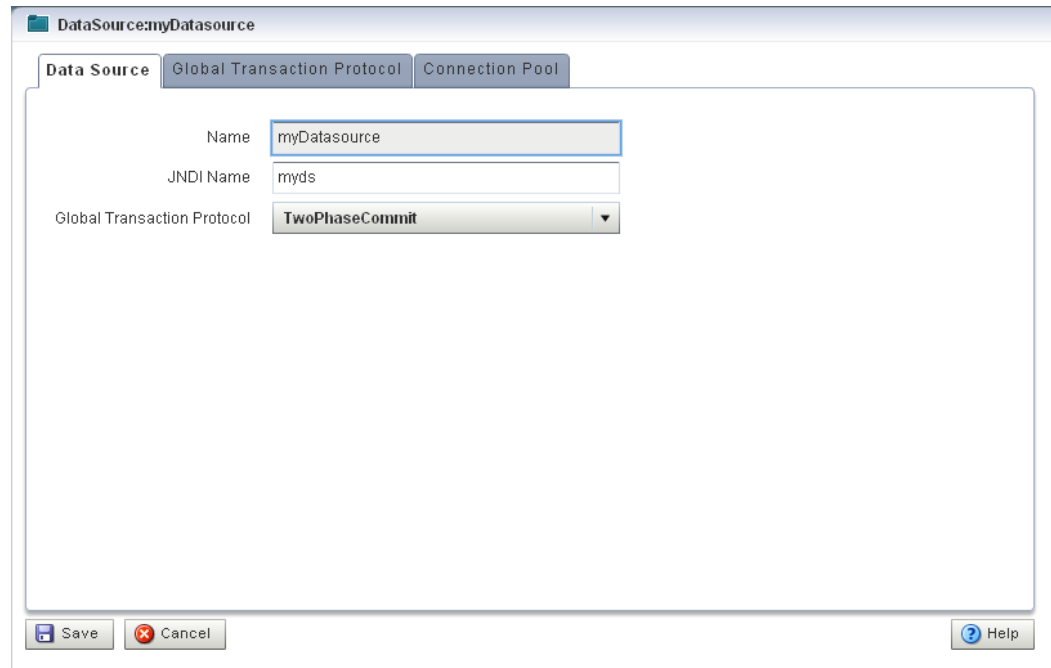 DataSource:myDatasource
Data Source Global Transaction Protocol Connection Pool
Name myDatasource
JNDI Name myds
Global Transaction Protocol TwoPhaseCommit
Save Cancel Help